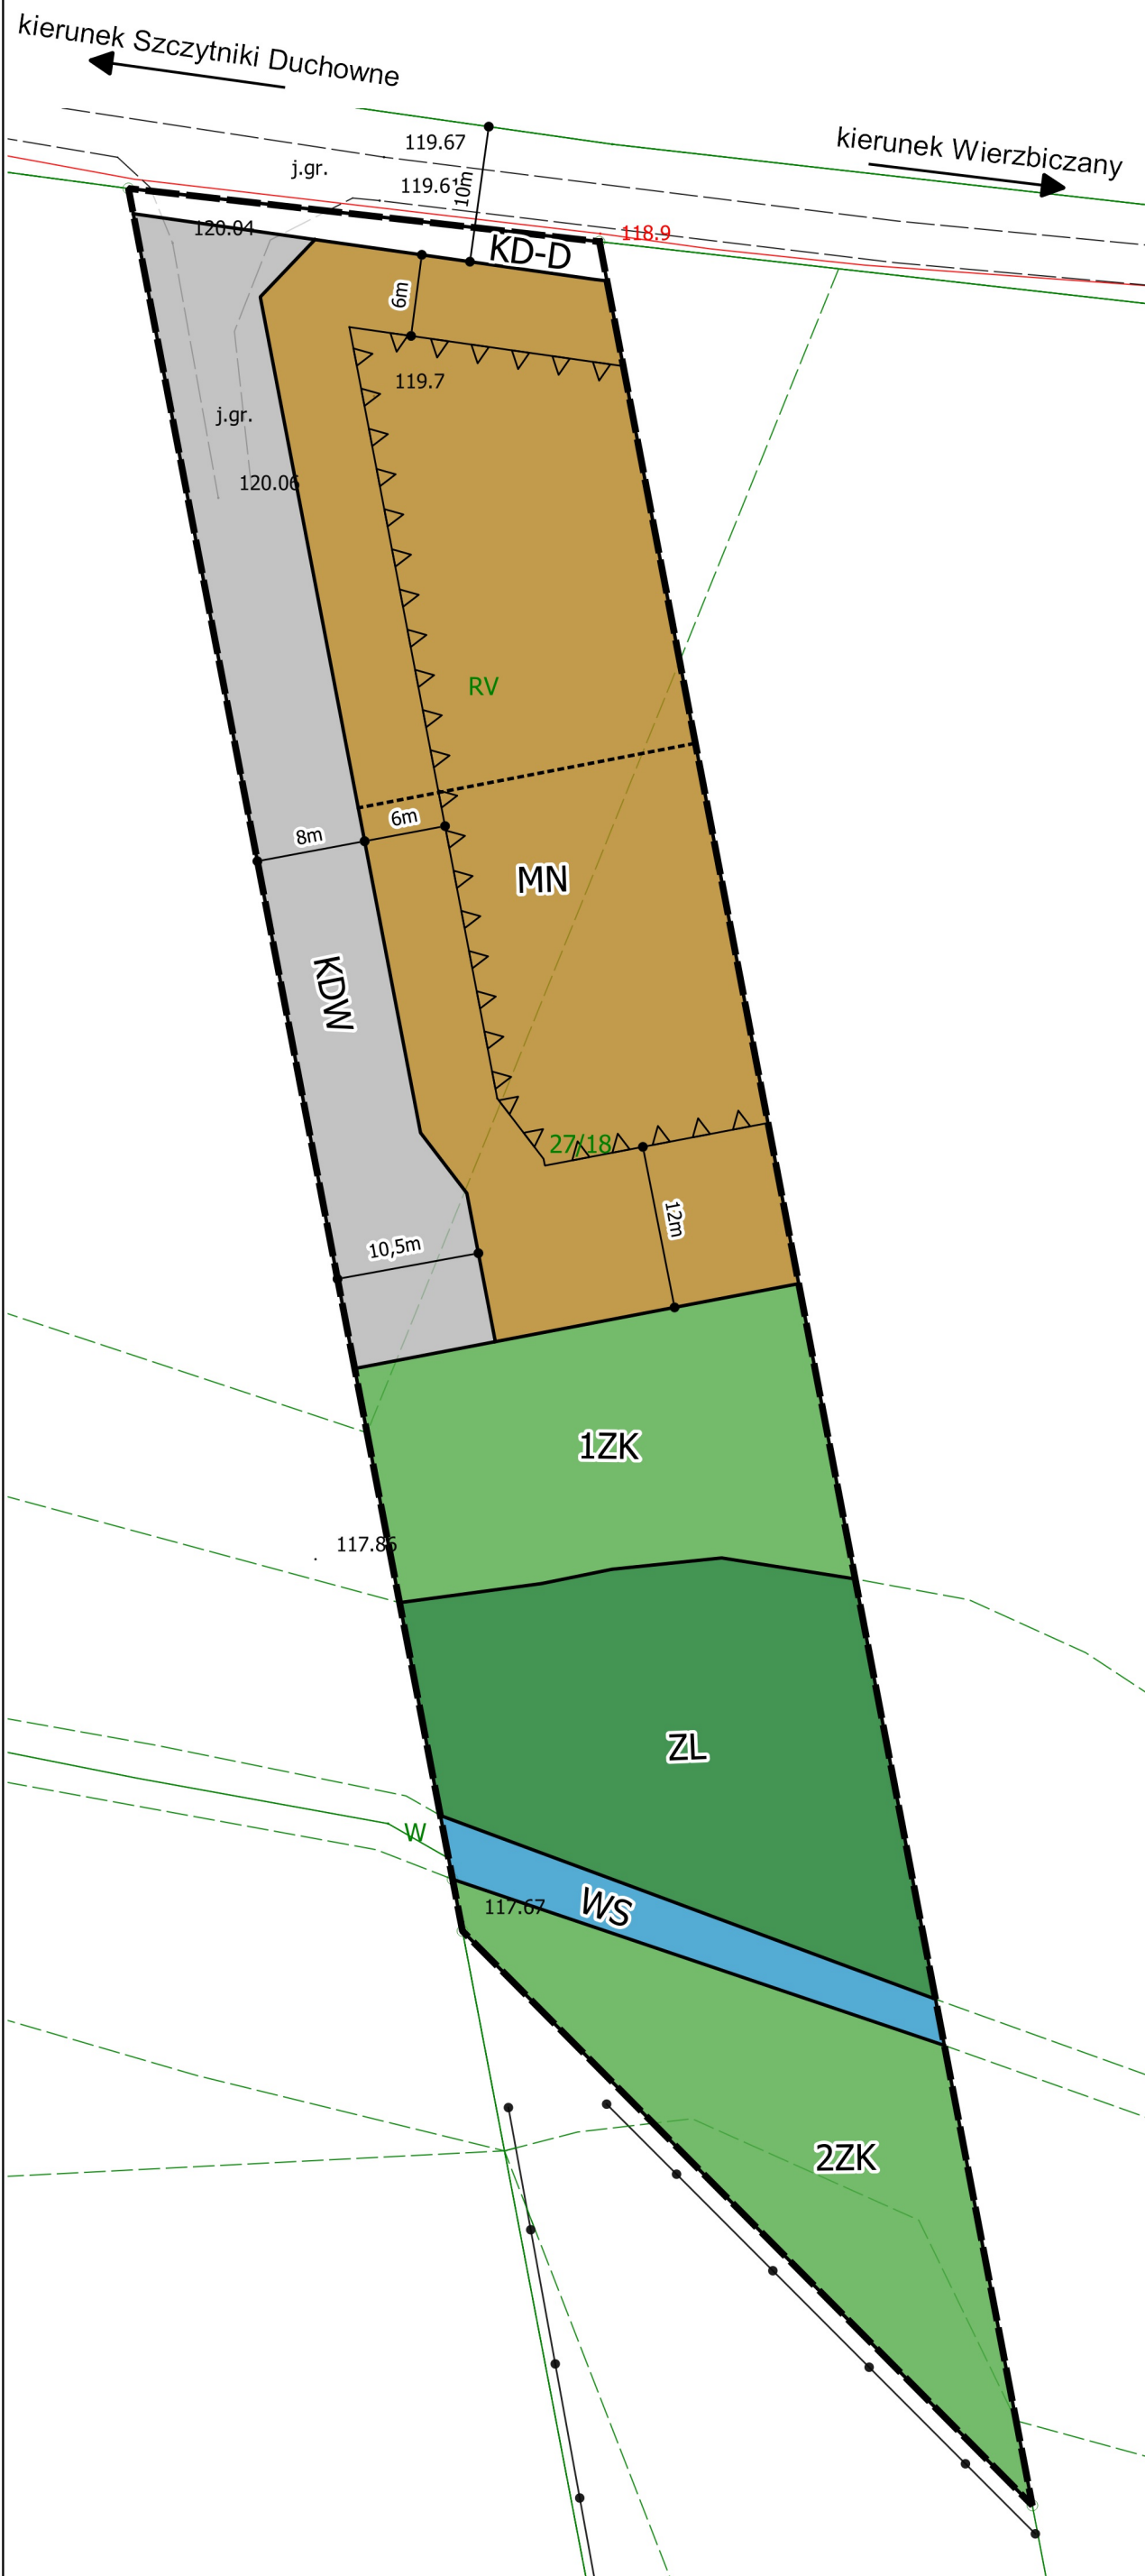 kierunek Szczytniki Duchowne
kierunek Wierzbiczany
119.67
j.gr.
119.61
10m
118.9
120.04
KD-D
6m
119.7
j.gr.
120.06
RV
6m
8m
MN
KDW
27/18
12m
10,5m
1ZK
117.86
ZL
W
117.67
WS
2ZK